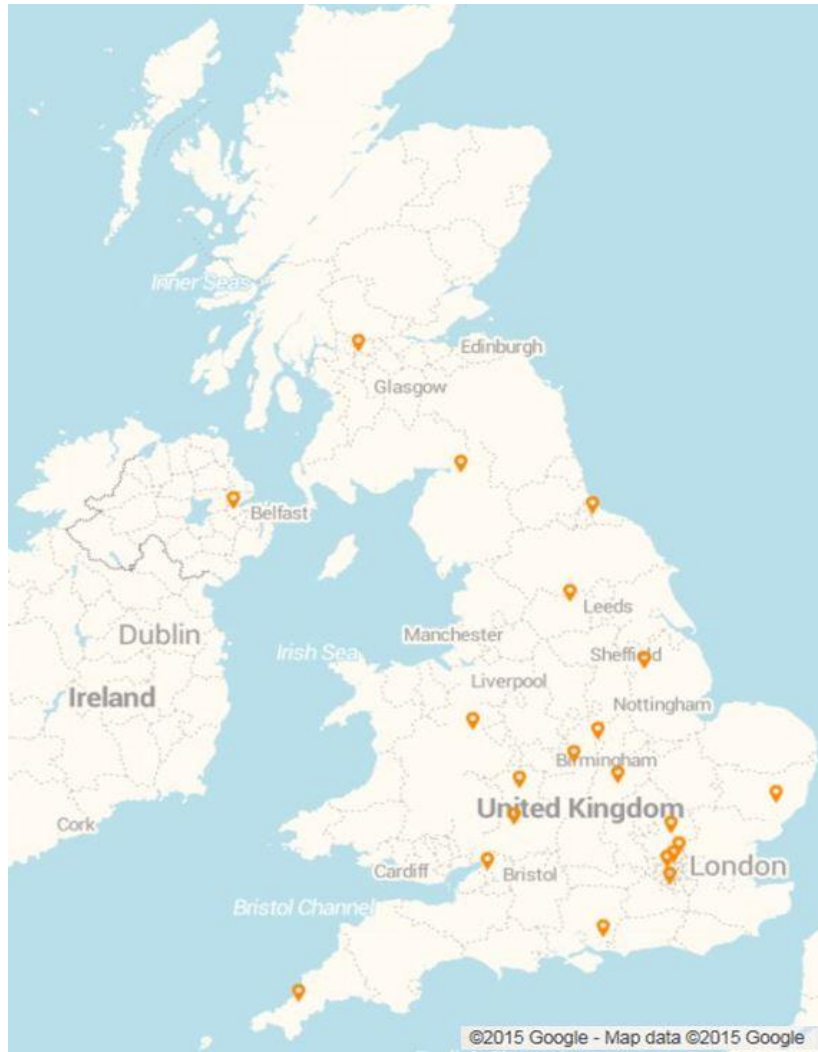 Inner Seas
Edinburgh
Glasgow
Belfast
Dublin
Leeds
Manchester
Irish Sea
Sheffield
Liverpool
Ireland
Nottingham
Birmingham
United Kingdom
Cork
London
Cardiff
Bristol
Bristol Channel
©2015 Google - Map data ©2015 Google